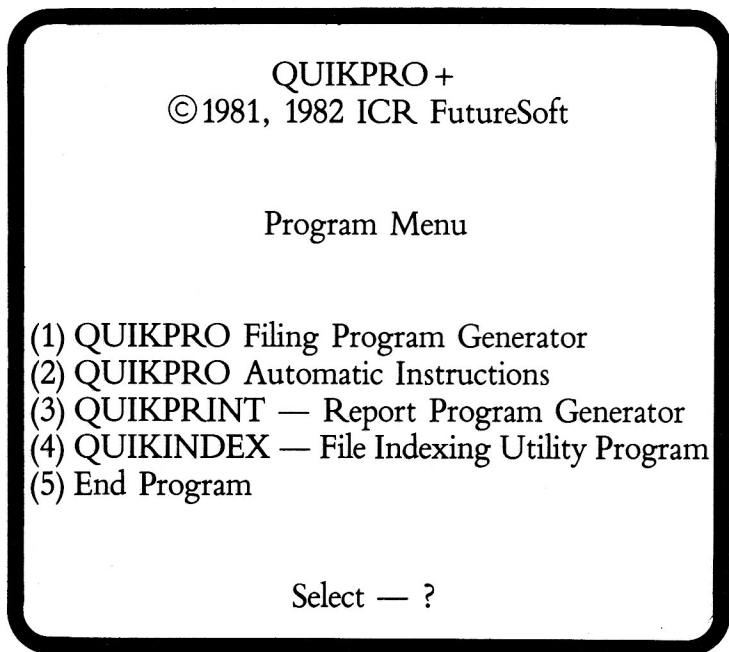 QUIKPRO+
©1981, 1982 ICR FutureSoft
Program Menu
(1) QUIKPRO Filing Program Generator
(2) QUIKPRO Automatic Instructions
(3) QUIKPRINT — Report Program Generator
(4) QUIKINDEX — File Indexing Utility Program
(5) End Program
Select — ?